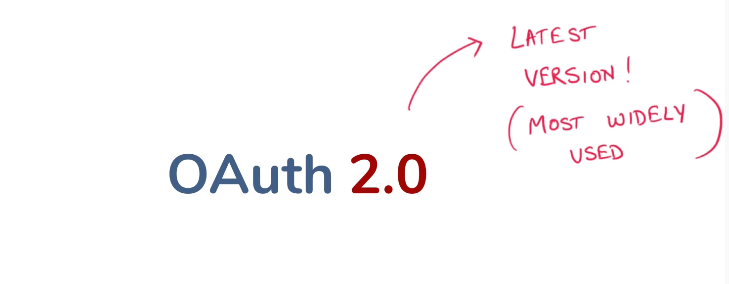 LATEST
VERSION!
(MOST WIDELY
USED)
OAuth 2.0